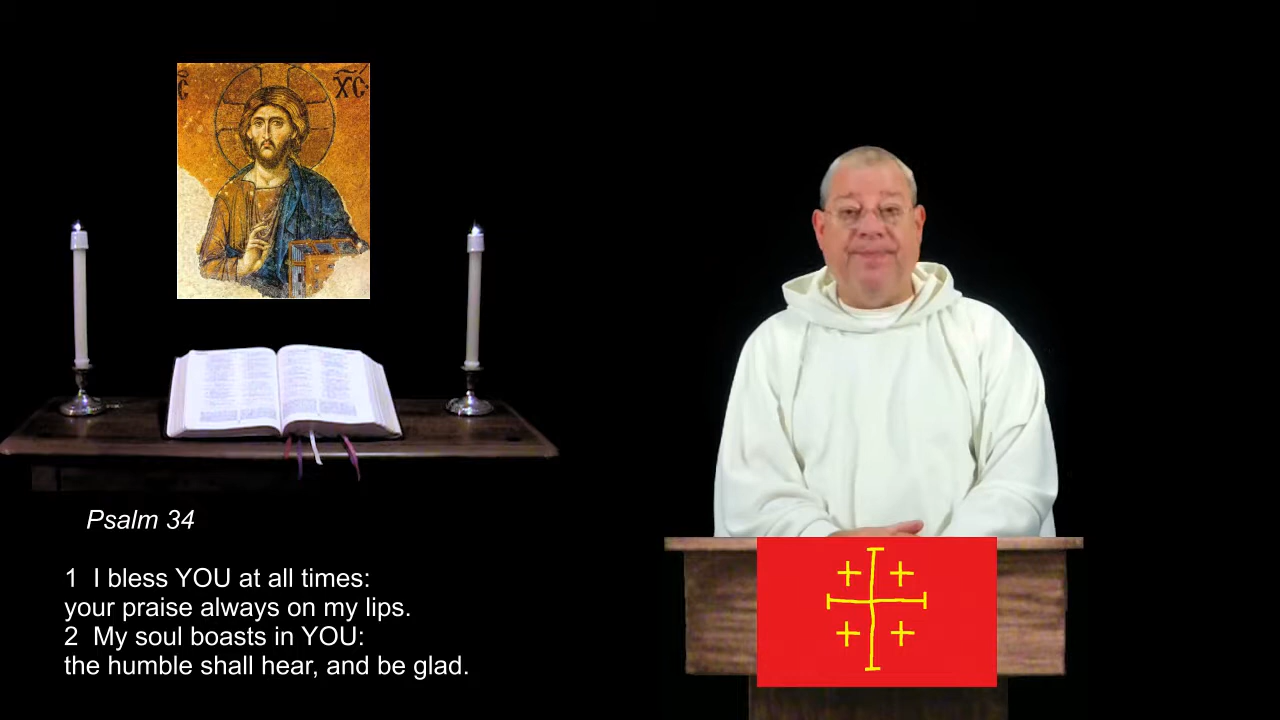 ΧC
Psalm 34
1 I bless YOU at all times:
your praise always on my lips.
2 My soul boasts in YOU:
the humble shall hear, and be glad.